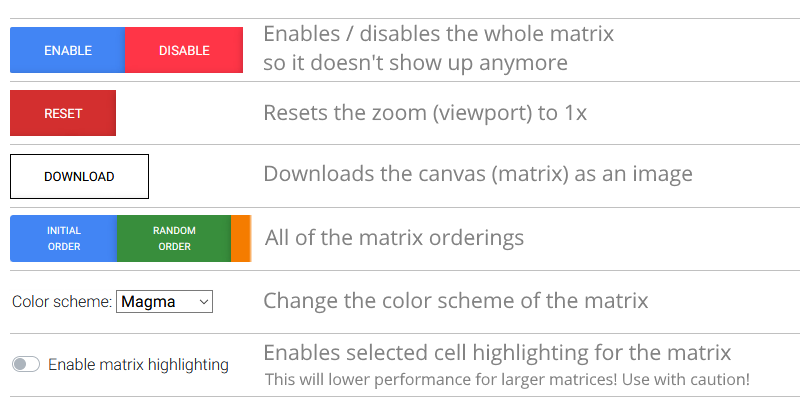 ENABLE DISABLE Enables / disables the whole matrix
so it doesn't show up anymore
RESET Resets the zoom (viewport) to 1x
DOWNLOAD Downloads the canvas (matrix) as an image
INITIAL ORDER RANDOM ORDER All of the matrix orderings
Color scheme: Magma Change the color scheme of the matrix
Enable matrix highlighting Enables selected cell highlighting for the matrix
This will lower performance for larger matrices! Use with caution!